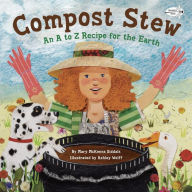 Compost Stew
An A to Z Recipe for the Earth
By Mary McKenna Siddals
Illustrated by Ashley Wolff